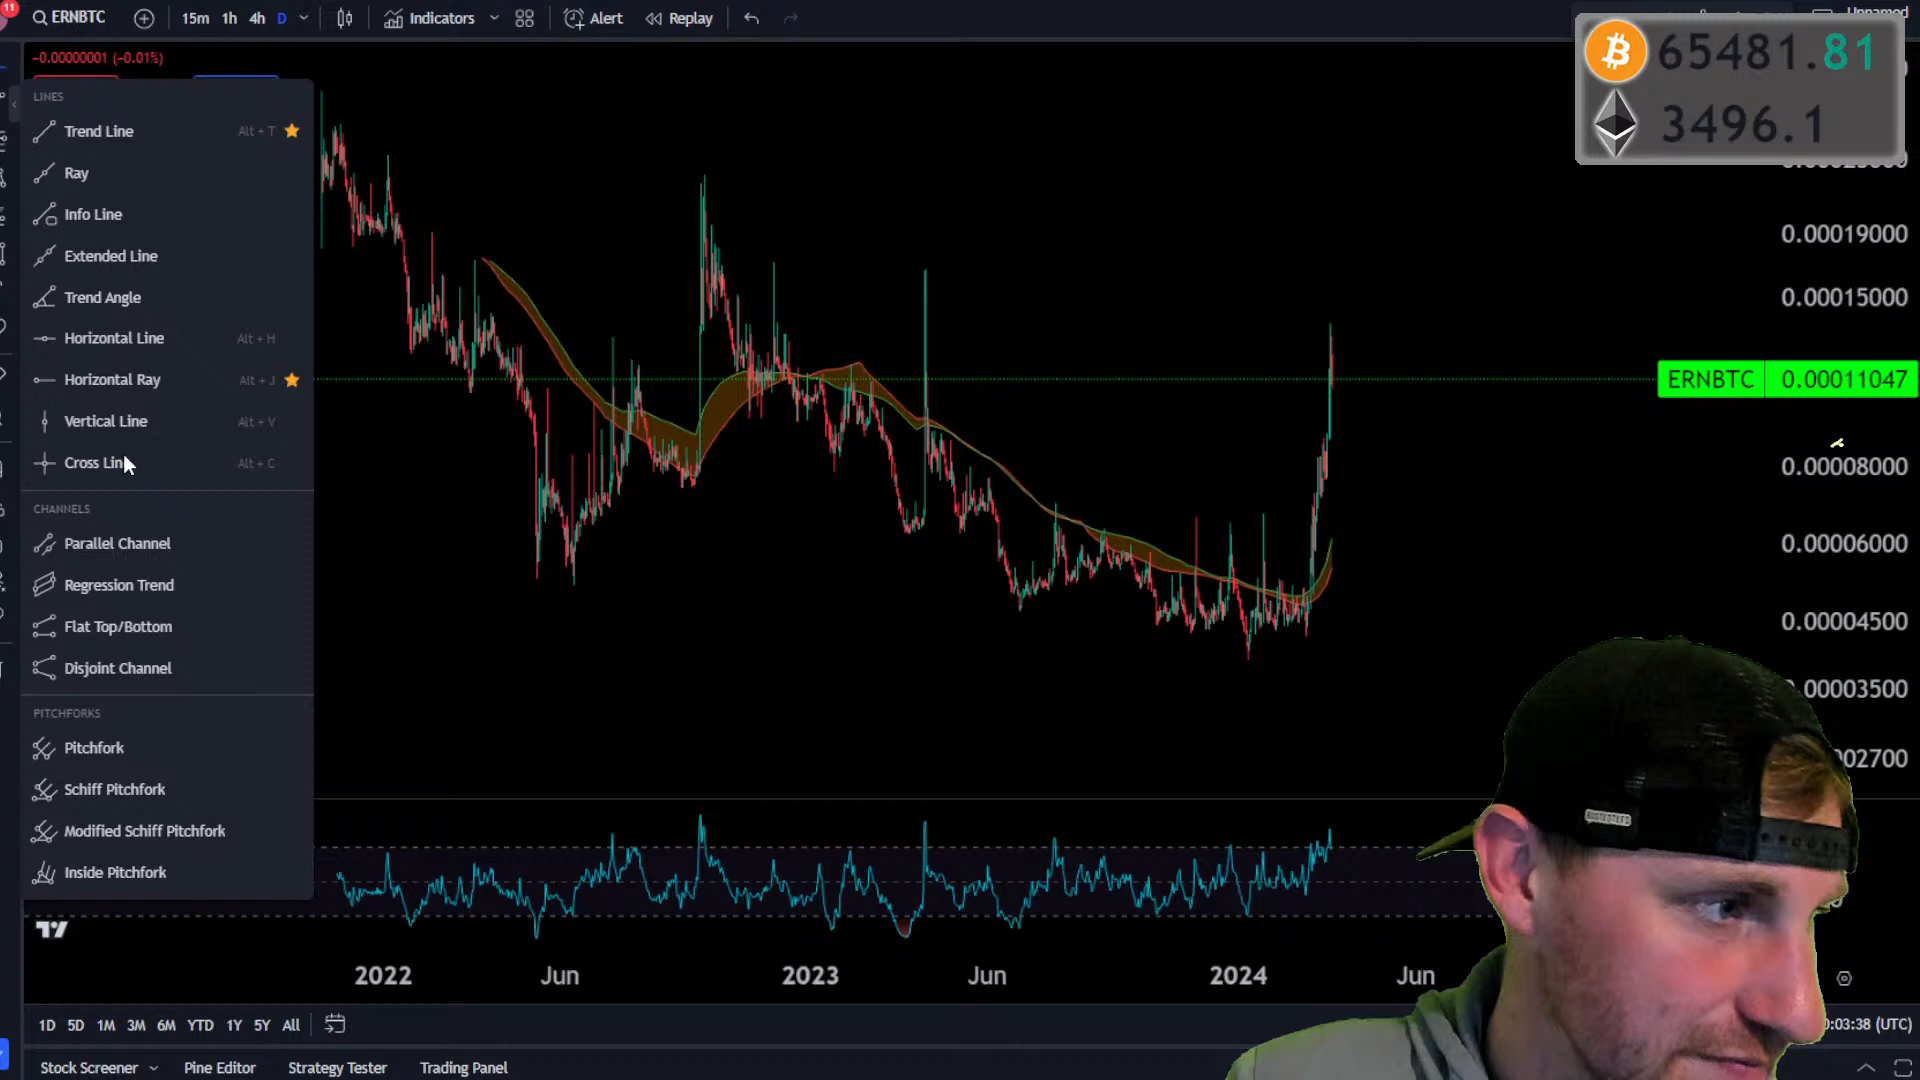 11
ERNBTC
15m 1h 4h D
Indicators
Alert
Replay
Unnamed
−0.00000001 (−0.01%)
65481.81
3496.1
LINES
Trend Line Alt + T
Ray
Info Line
Extended Line
Trend Angle
Horizontal Line Alt + H
Horizontal Ray Alt + J
Vertical Line Alt + V
Cross Lin Alt + C
CHANNELS
Parallel Channel
Regression Trend
Flat Top/Bottom
Disjoint Channel
PITCHFORKS
Pitchfork
Schiff Pitchfork
Modified Schiff Pitchfork
Inside Pitchfork
0.00019000
0.00015000
ERNBTC 0.00011047
0.00008000
0.00006000
0.00004500
0.00003500
002700
2022 Jun 2023 Jun 2024 Jun
1D 5D 1M 3M 6M YTD 1Y 5Y All
:03:38 (UTC)
Stock Screener Pine Editor Strategy Tester Trading Panel